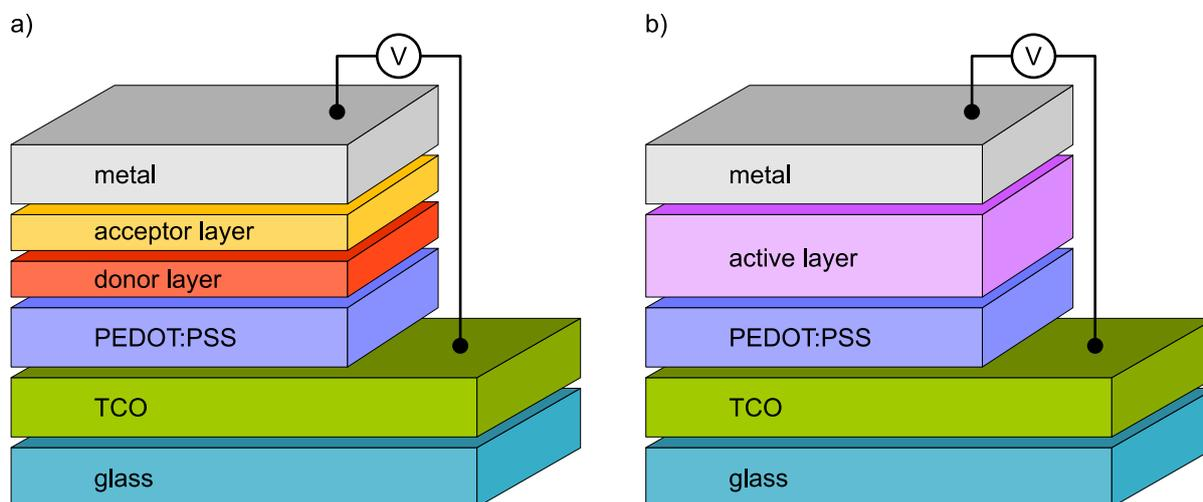 a)
V
metal
acceptor layer
donor layer
PEDOT:PSS
TCO
glass
b)
V
metal
active layer
PEDOT:PSS
TCO
glass